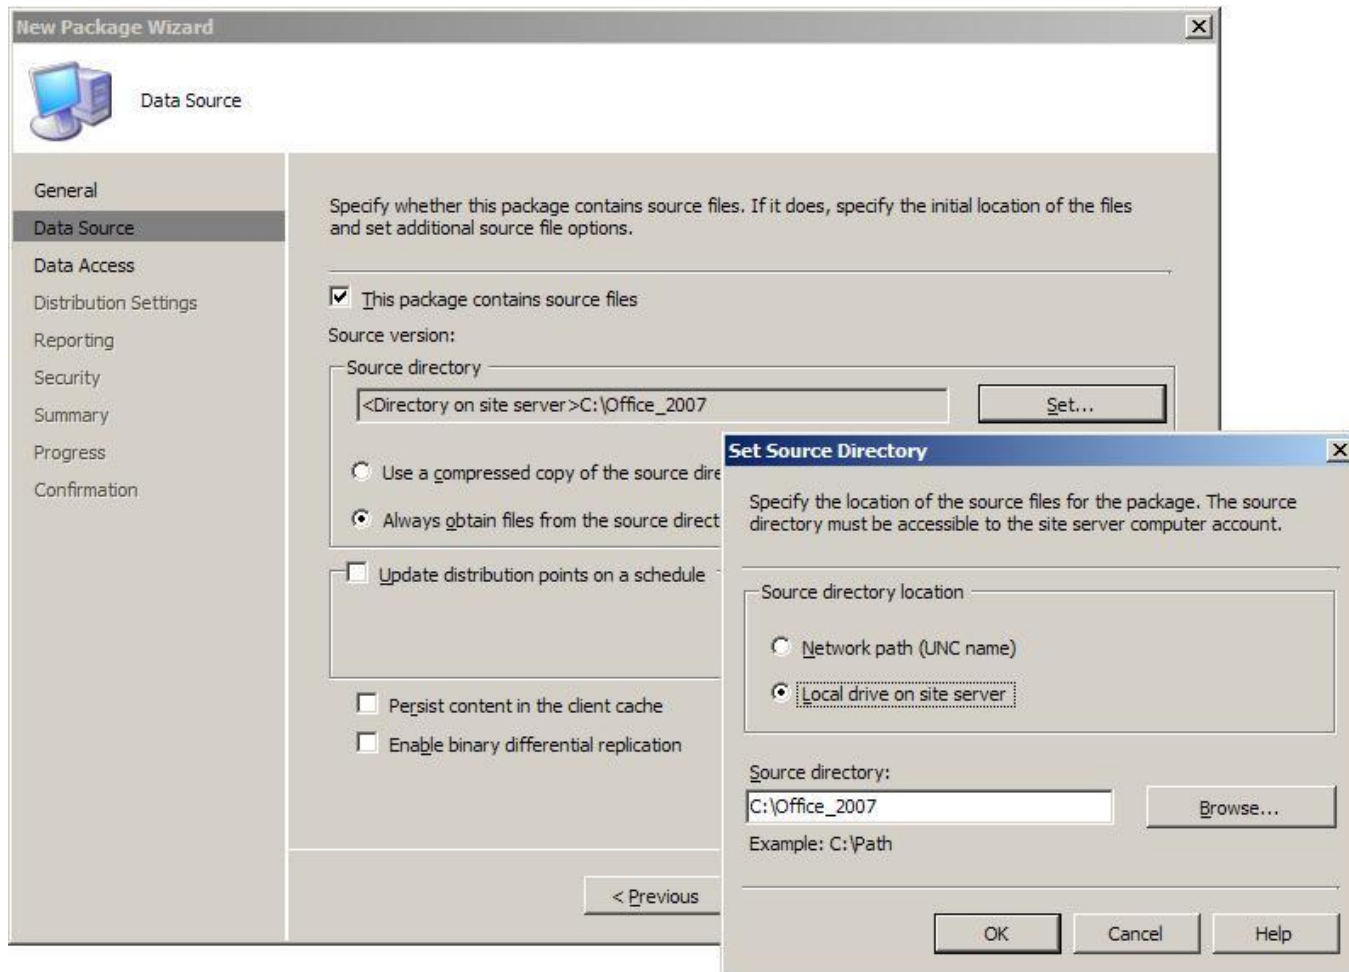 New Package Wizard
Data Source
General
Data Source
Data Access
Distribution Settings
Reporting
Security
Summary
Progress
Confirmation
Specify whether this package contains source files. If it does, specify the initial location of the files
and set additional source file options.
This package contains source files
Source version:
Source directory
<Directory on site server>C:\Office_2007
Set...
Use a compressed copy of the source dire
Always obtain files from the source direct
Update distribution points on a schedule
Persist content in the client cache
Enable binary differential replication
< Previous
Set Source Directory
Specify the location of the source files for the package. The source
directory must be accessible to the site server computer account.
Source directory location
Network path (UNC name)
Local drive on site server
Source directory:
C:\Office_2007
Browse...
Example: C:\Path
OK
Cancel
Help